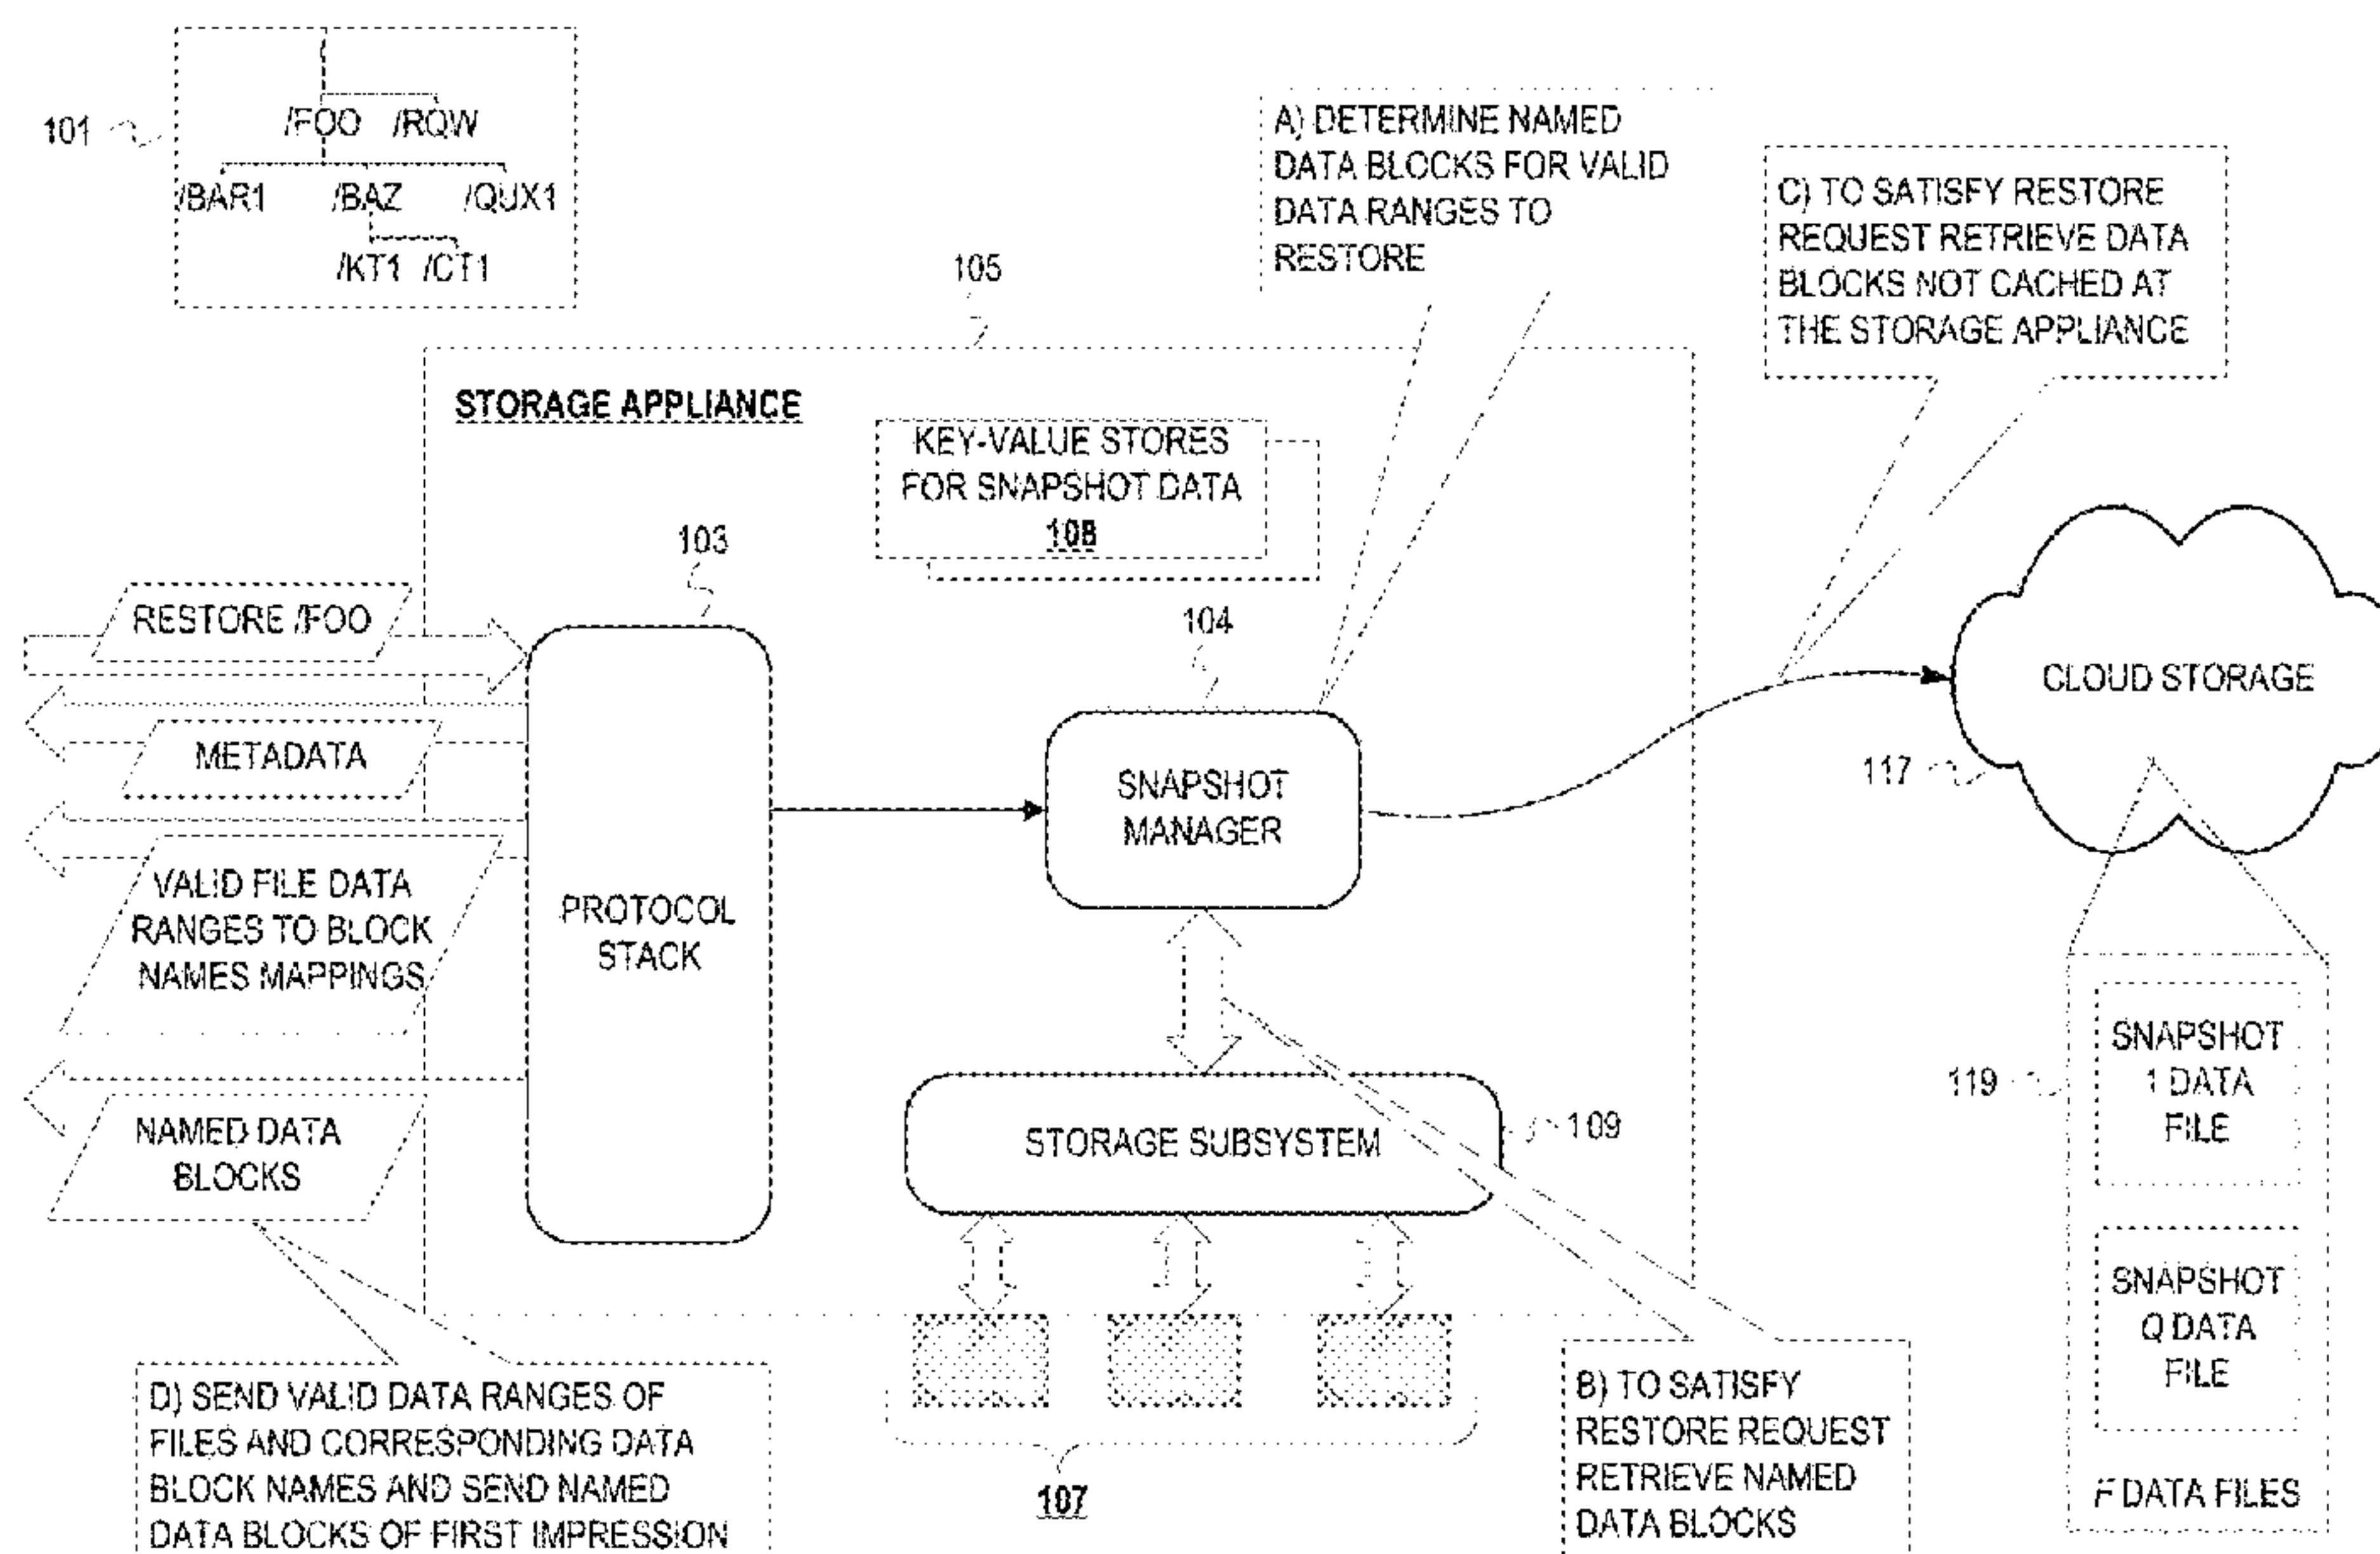 101
/FOO /ROW
/BAR1 /BAZ /QUX1
/KT1 /CT1
A) DETERMINE NAMED
DATA BLOCKS FOR VALID
DATA RANGES TO
RESTORE
C) TO SATISFY RESTORE
REQUEST RETRIEVE DATA
BLOCKS NOT CACHED AT
THE STORAGE APPLIANCE
105
STORAGE APPLIANCE
KEY-VALUE STORES
FOR SNAPSHOT DATA
108
103
104
RESTORE /FOO
METADATA
VALID FILE DATA
RANGES TO BLOCK
NAMES MAPPINGS
NAMED DATA
BLOCKS
PROTOCOL
STACK
SNAPSHOT
MANAGER
CLOUD STORAGE
117
STORAGE SUBSYSTEM
109
119
SNAPSHOT
1 DATA
FILE
SNAPSHOT
Q DATA
FILE
F DATA FILES
107
D) SEND VALID DATA RANGES OF
FILES AND CORRESPONDING DATA
BLOCK NAMES AND SEND NAMED
DATA BLOCKS OF FIRST IMPRESSION
B) TO SATISFY
RESTORE REQUEST
RETRIEVE NAMED
DATA BLOCKS